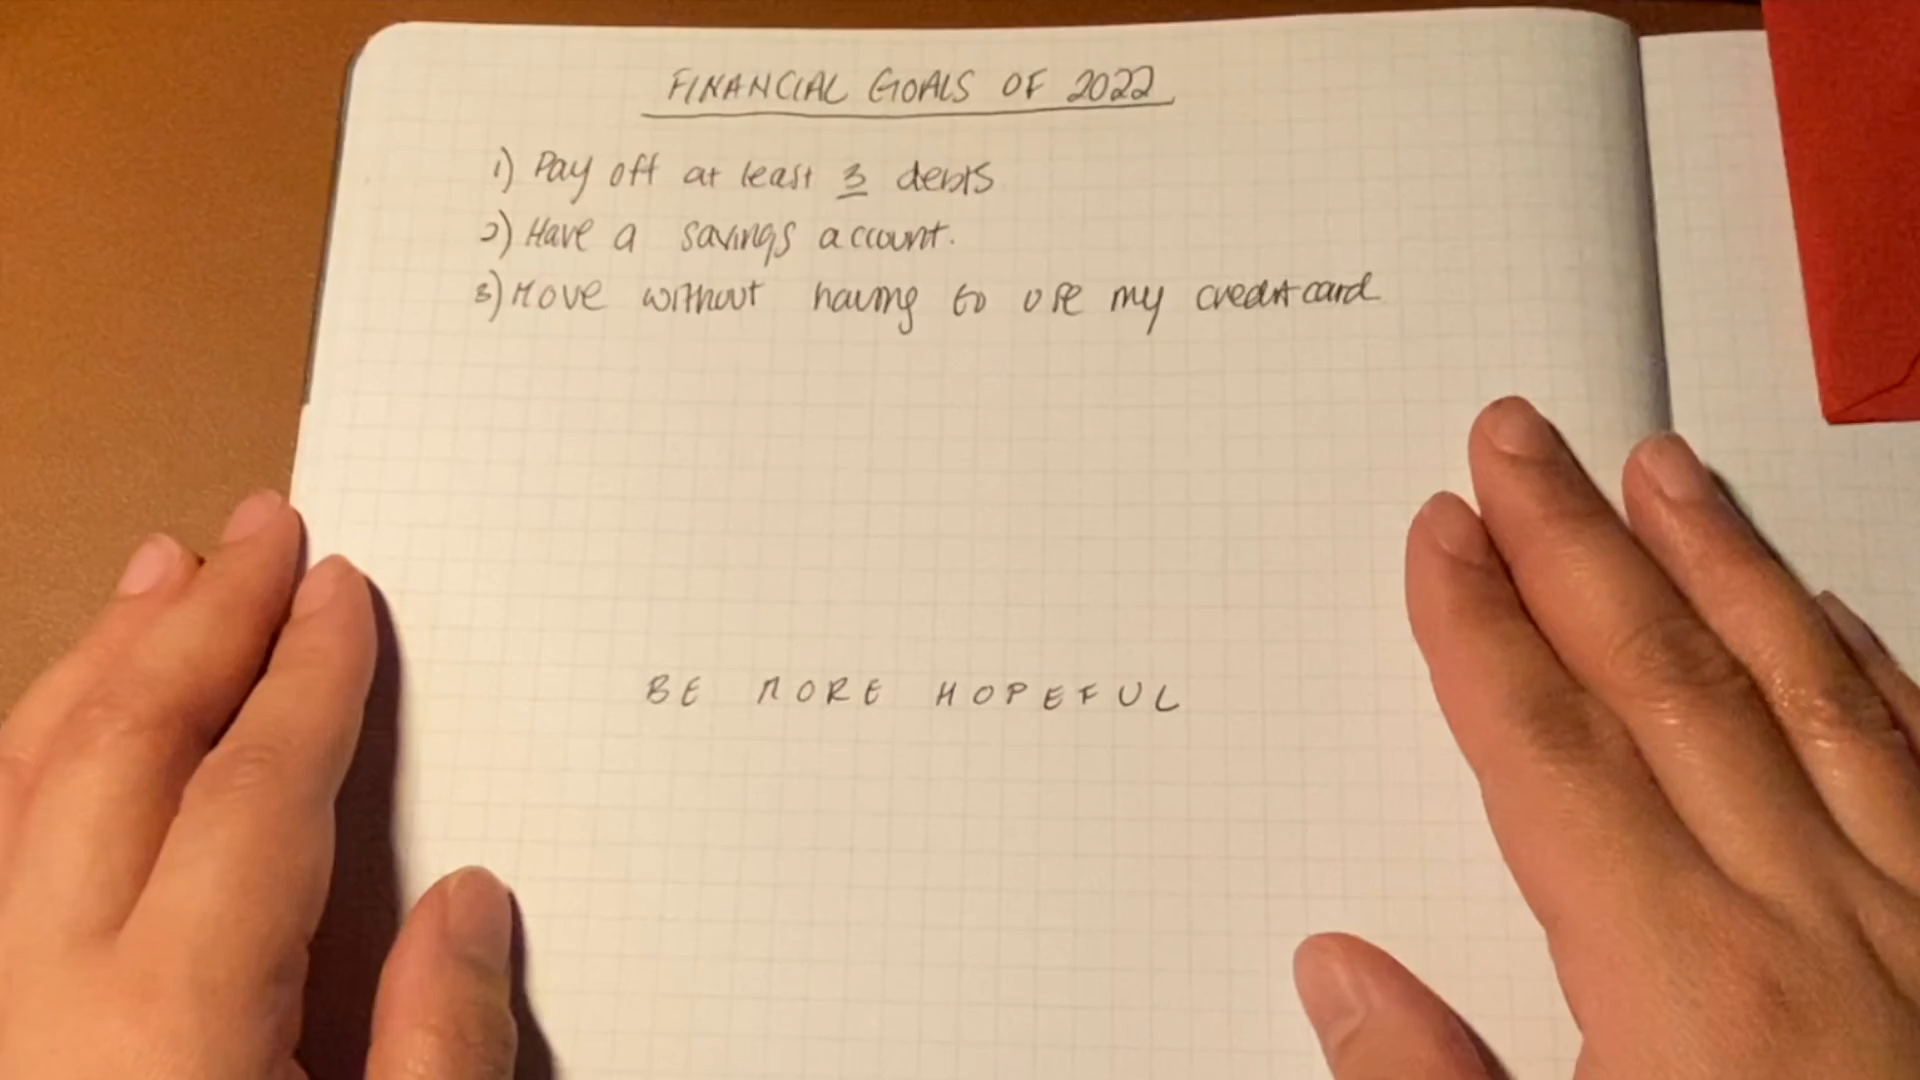 FINANCIAL GOALS OF 2022
1) Pay off at least 3 debts
2) Have a savings account.
3) Move without having to use my credit card
BE MORE HOPEFUL